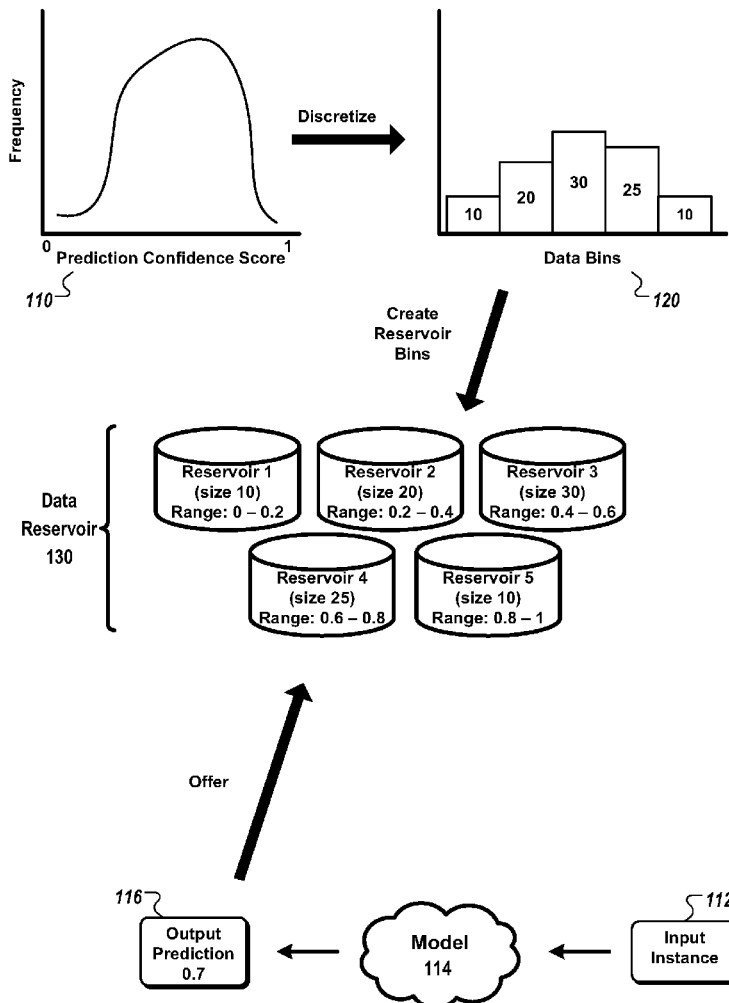 Frequency
0
1
Prediction Confidence Score
110
Discretize
10
20
30
25
10
Data Bins
120
Create
Reservoir
Bins
Data
Reservoir
130
Reservoir 1
(size 10)
Range: 0 – 0.2
Reservoir 2
(size 20)
Range: 0.2 – 0.4
Reservoir 3
(size 30)
Range: 0.4 – 0.6
Reservoir 4
(size 25)
Range: 0.6 – 0.8
Reservoir 5
(size 10)
Range: 0.8 – 1
Offer
116
Output
Prediction
0.7
Model
114
112
Input
Instance